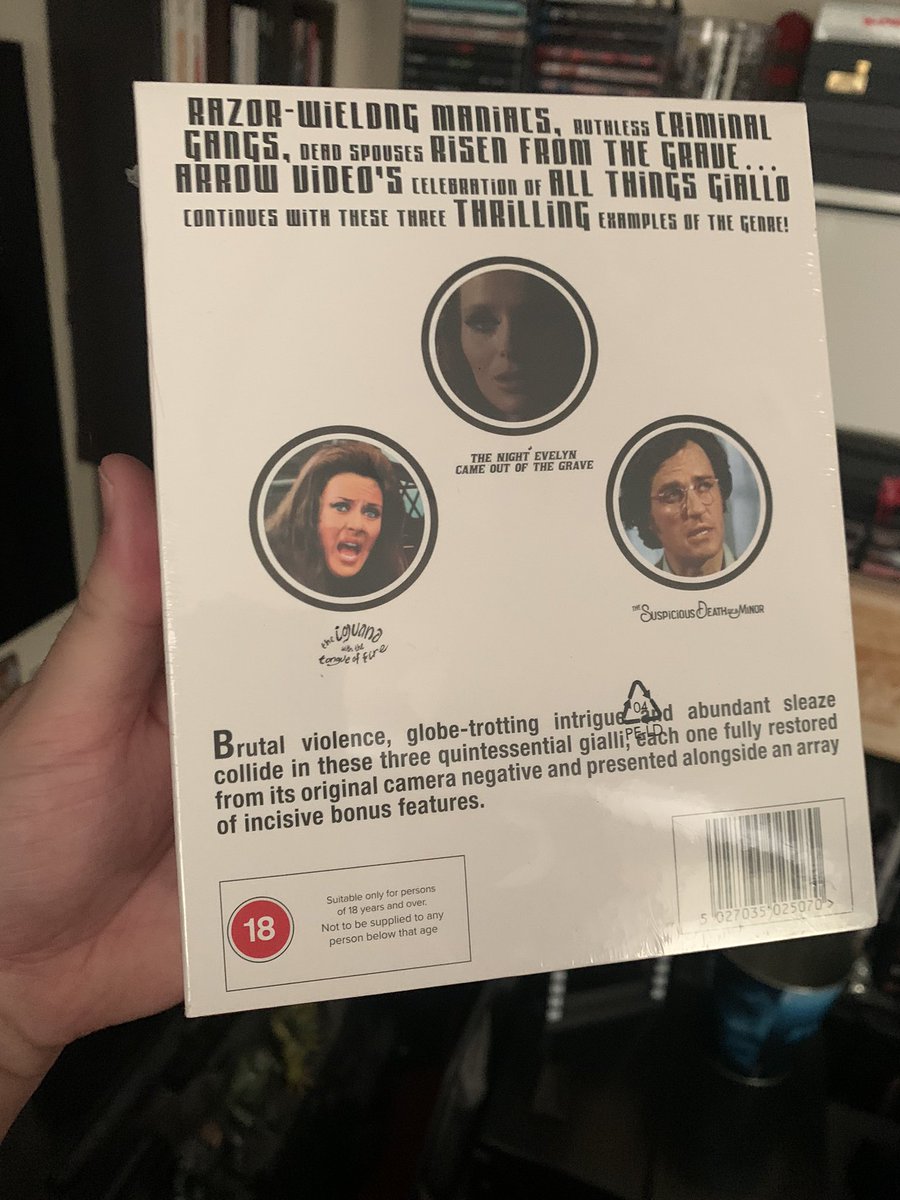 RAZOR-WiELDNG MANiACS, RUTHLESS CRiMiNAL
GANGS, DEAD SPOUSES RiSEN FROM THE GRAVE...
ARROW ViDEO'S CELEBRATION OF ALL THiNGS GiALLO
CONTINUES WITH THESE THREE THRiLLiNG EXAMPLES OF THE GENRE!
THE NIGHT EVELYN
CAME OUT OF THE GRAVE
the iguana
with the
tongue of fire
THE SUSPICIOUS DEATH OF A MINOR
04
PE-LD
Brutal violence, globe-trotting intrigue and abundant sleaze
collide in these three quintessential gialli; each one fully restored
from its original camera negative and presented alongside an array
of incisive bonus features.
18
Suitable only for persons
of 18 years and over.
Not to be supplied to any
person below that age
5 027035 025070 >